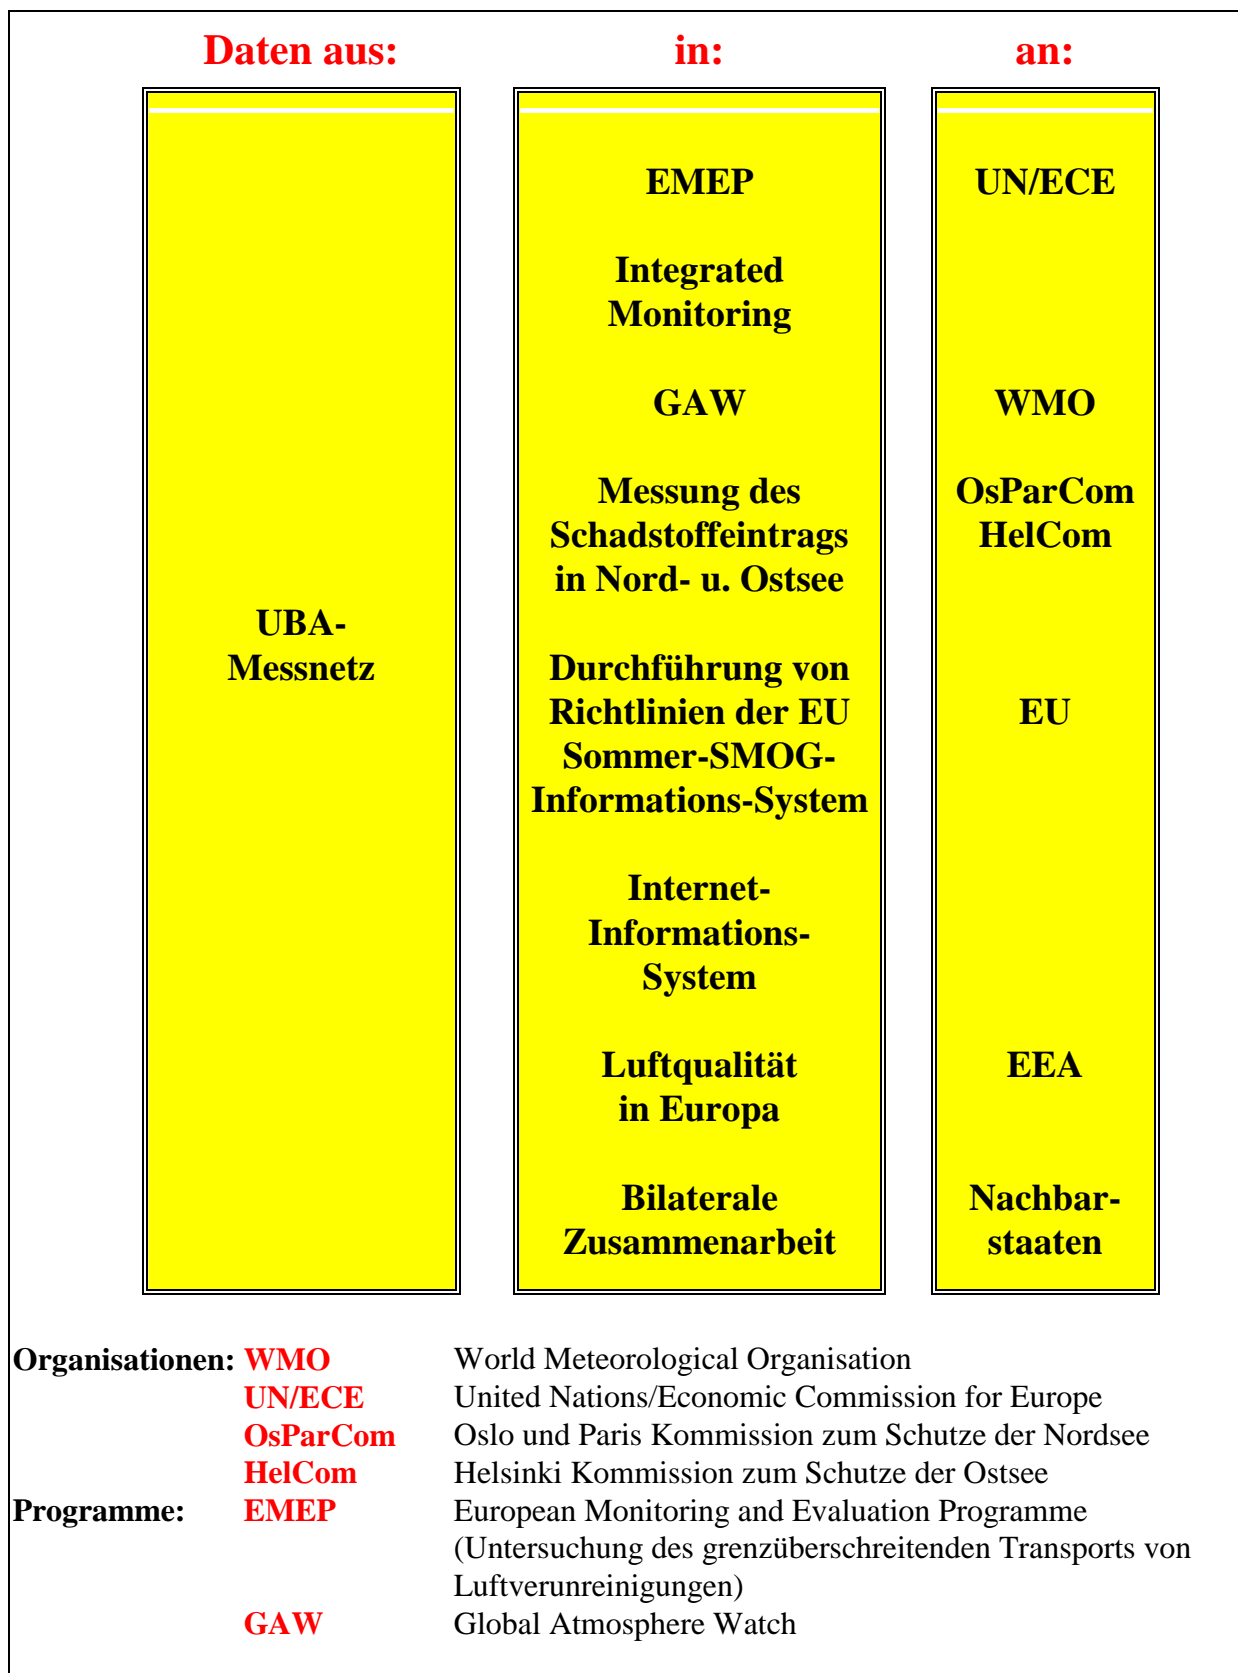 Daten aus: in: an:
EMEP UN/ECE
Integrated
Monitoring
GAW WMO
Messung des OsParCom
Schadstoffeintrags HelCom
in Nord- u. Ostsee
UBA-
Messnetz
Durchführung von
Richtlinien der EU EU
Sommer-SMOG-
Informations-System
Internet-
Informations-
System
Luftqualität EEA
in Europa
Bilaterale Nachbar-
Zusammenarbeit staaten
Organisationen: WMO World Meteorological Organisation
UN/ECE United Nations/Economic Commission for Europe
OsParCom Oslo und Paris Kommission zum Schutze der Nordsee
HelCom Helsinki Kommission zum Schutze der Ostsee
Programme: EMEP European Monitoring and Evaluation Programme
(Untersuchung des grenzüberschreitenden Transports von
Luftverunreinigungen)
GAW Global Atmosphere Watch